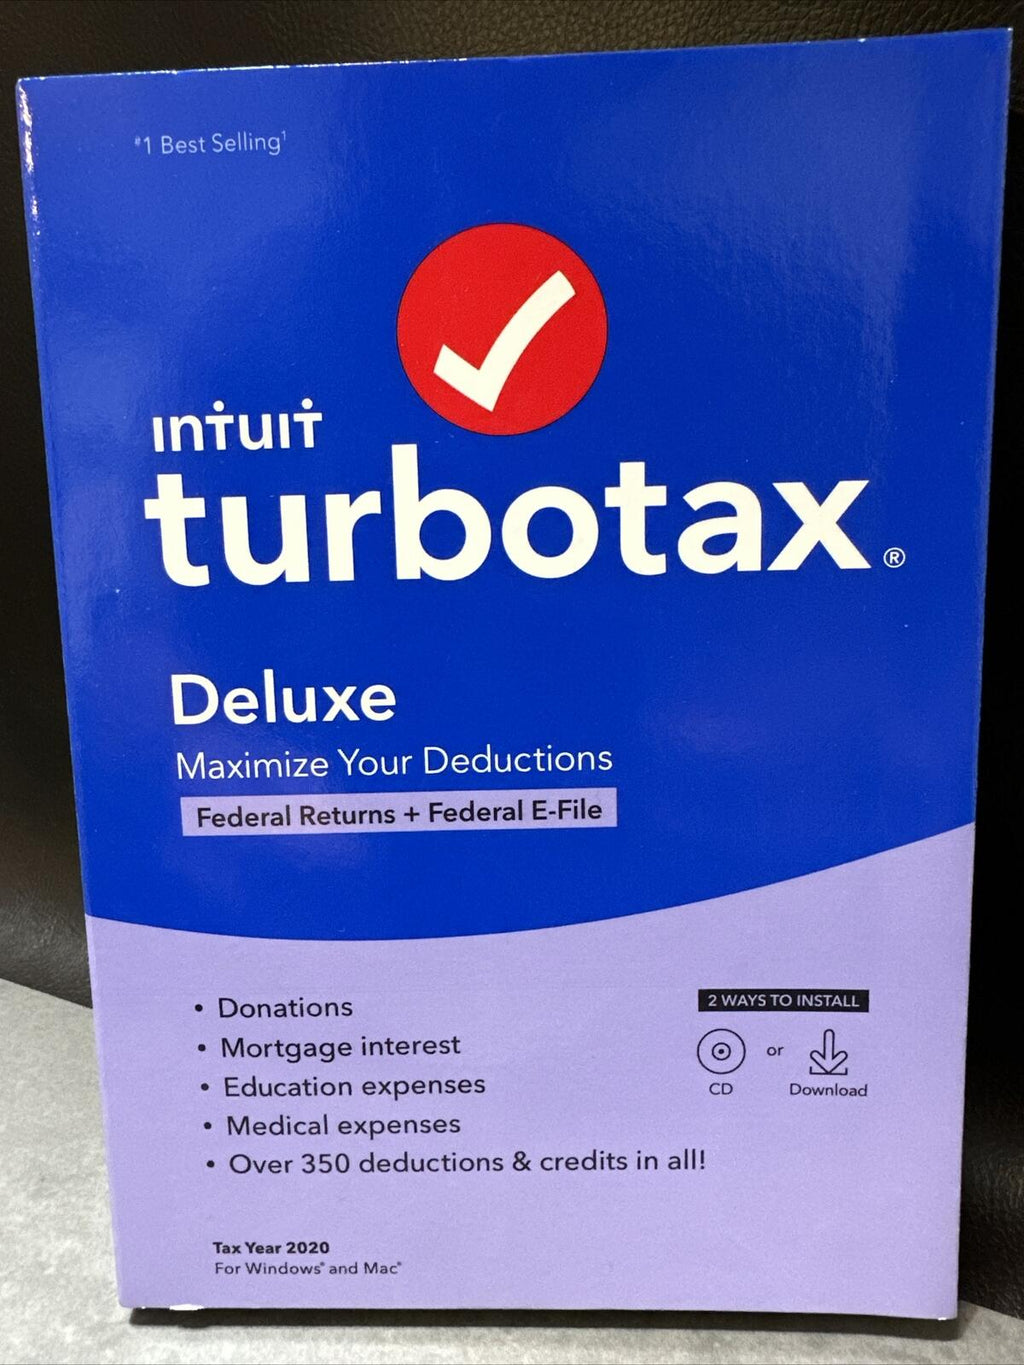 #1 Best Selling¹
intuit
turbotax®
Deluxe
Maximize Your Deductions
Federal Returns + Federal E-File
• Donations
• Mortgage interest
• Education expenses
• Medical expenses
• Over 350 deductions & credits in all!
2 WAYS TO INSTALL
CD or Download
Tax Year 2020
For Windows® and Mac®